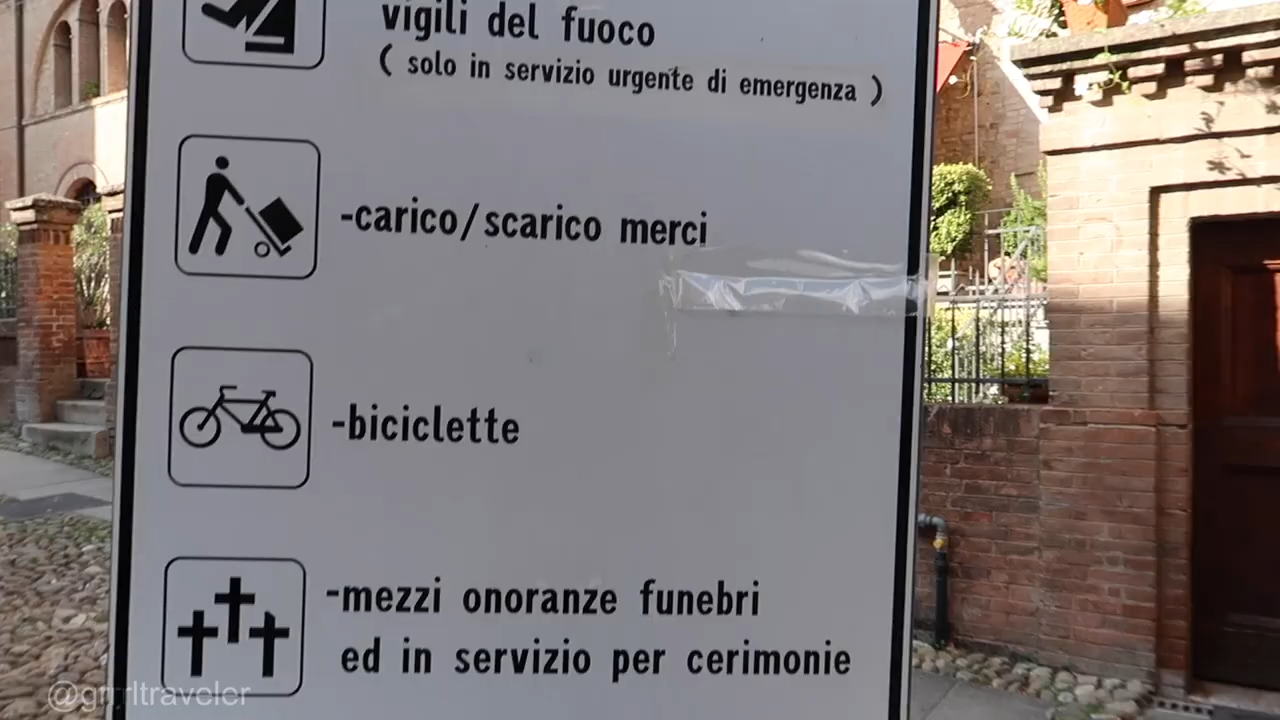 vigili del fuoco
( solo in servizio urgente di emergenza )
-carico/scarico merci
-biciclette
-mezzi onoranze funebri
ed in servizio per cerimonie
@grrrltraveler